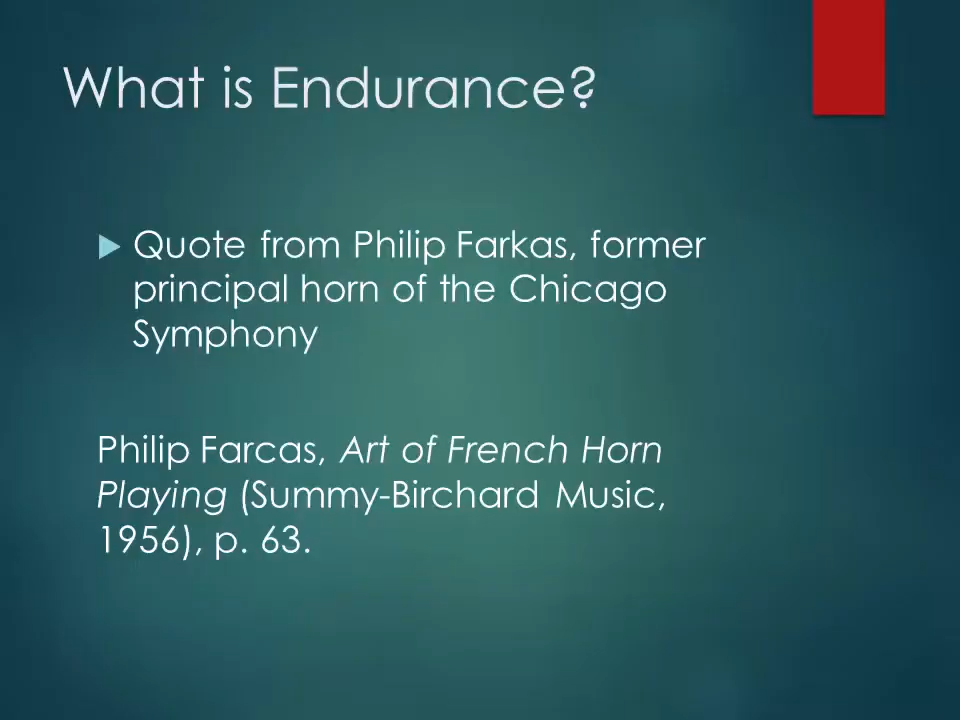 What is Endurance?
Quote from Philip Farkas, former
principal horn of the Chicago
Symphony
Philip Farcas, Art of French Horn
Playing (Summy-Birchard Music,
1956), p. 63.